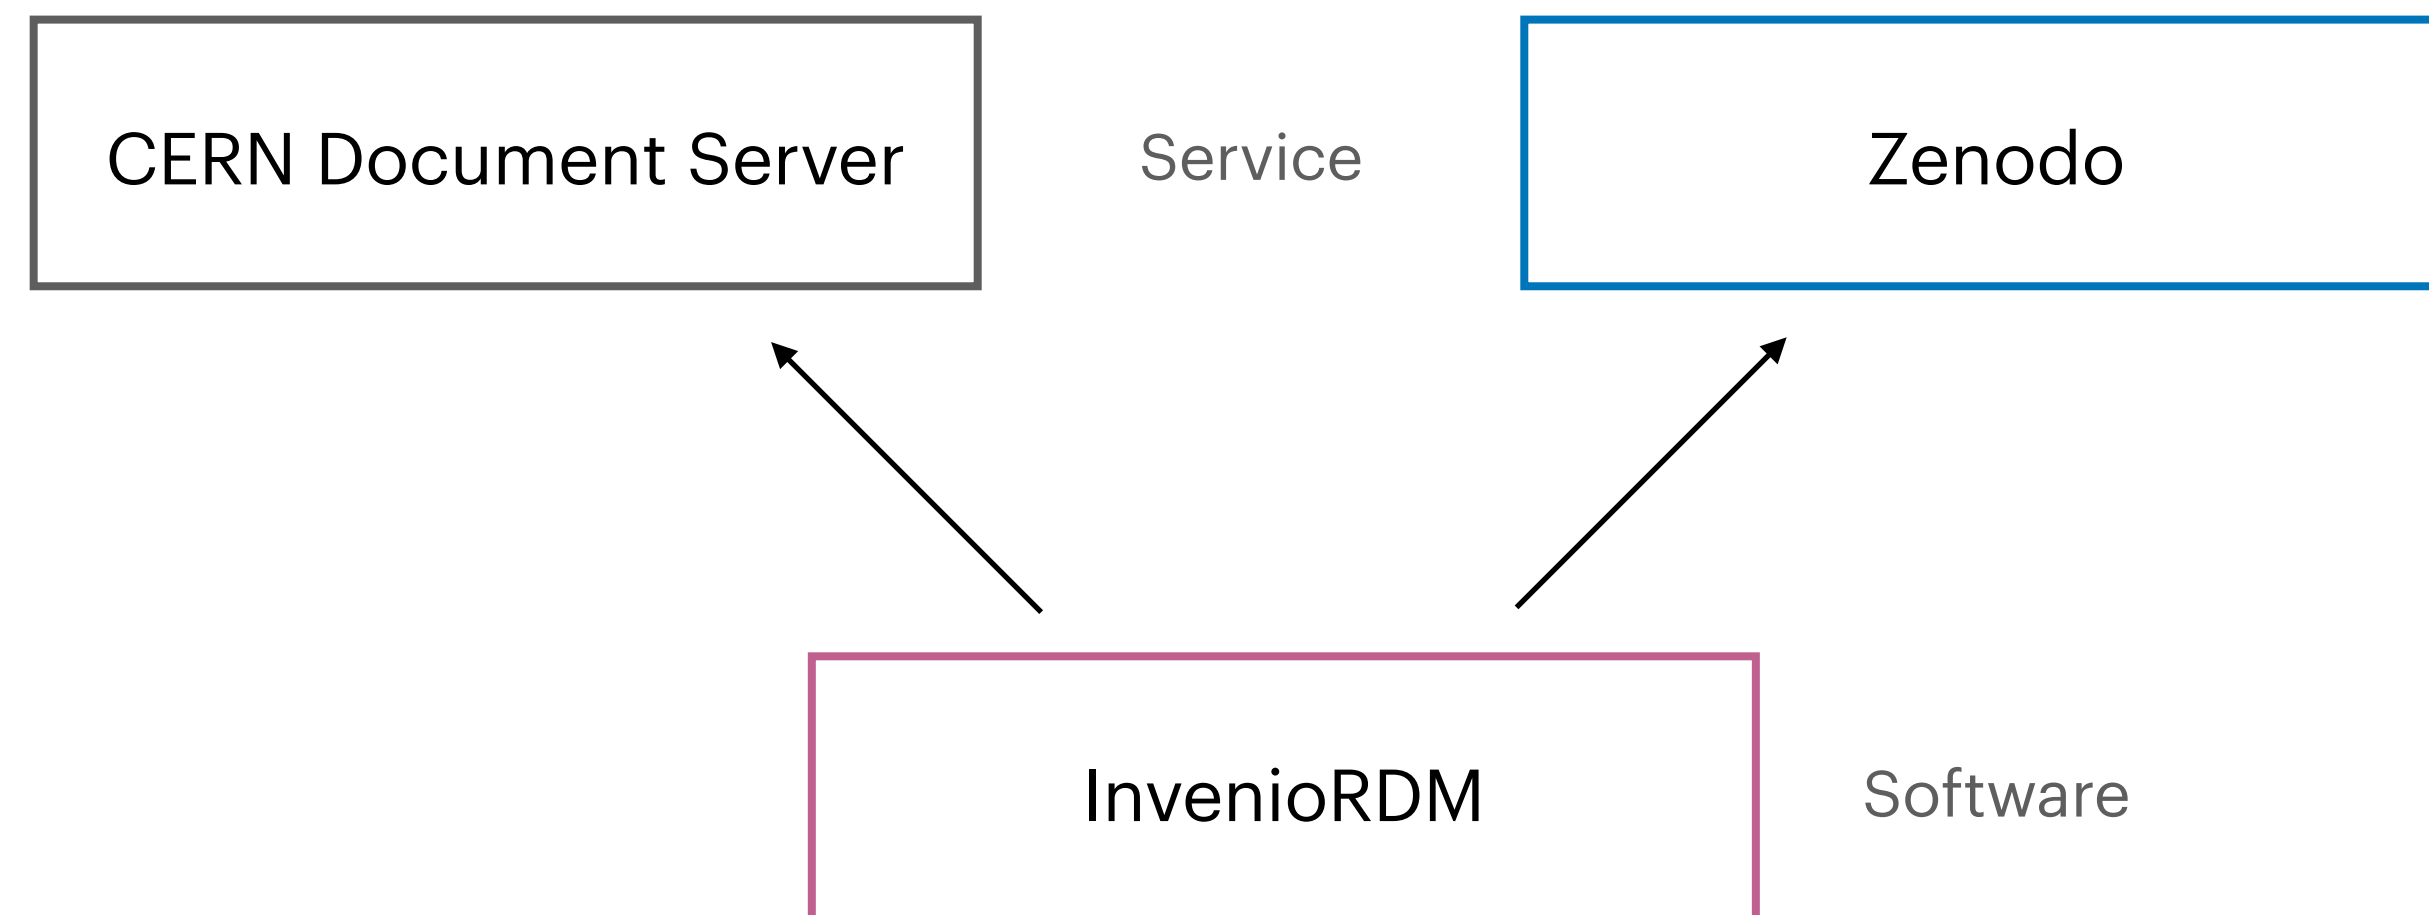 CERN Document Server
Service
Zenodo
InvenioRDM
Software